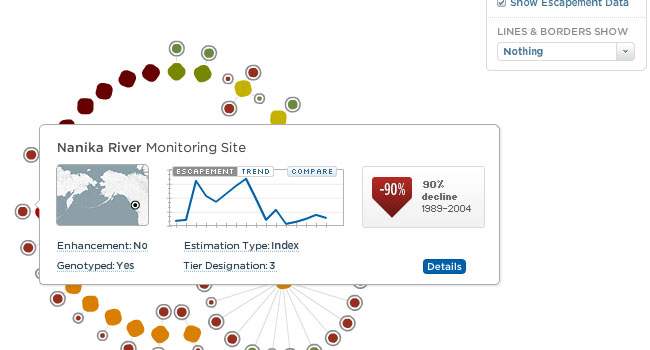 Show Escapement Data
LINES & BORDERS SHOW
Nothing
Nanika River Monitoring Site
ESCAPEMENT TREND COMPARE
-90%
90%
decline
1989–2004
Enhancement: No
Estimation Type: Index
Genotyped: Yes
Tier Designation: 3
Details